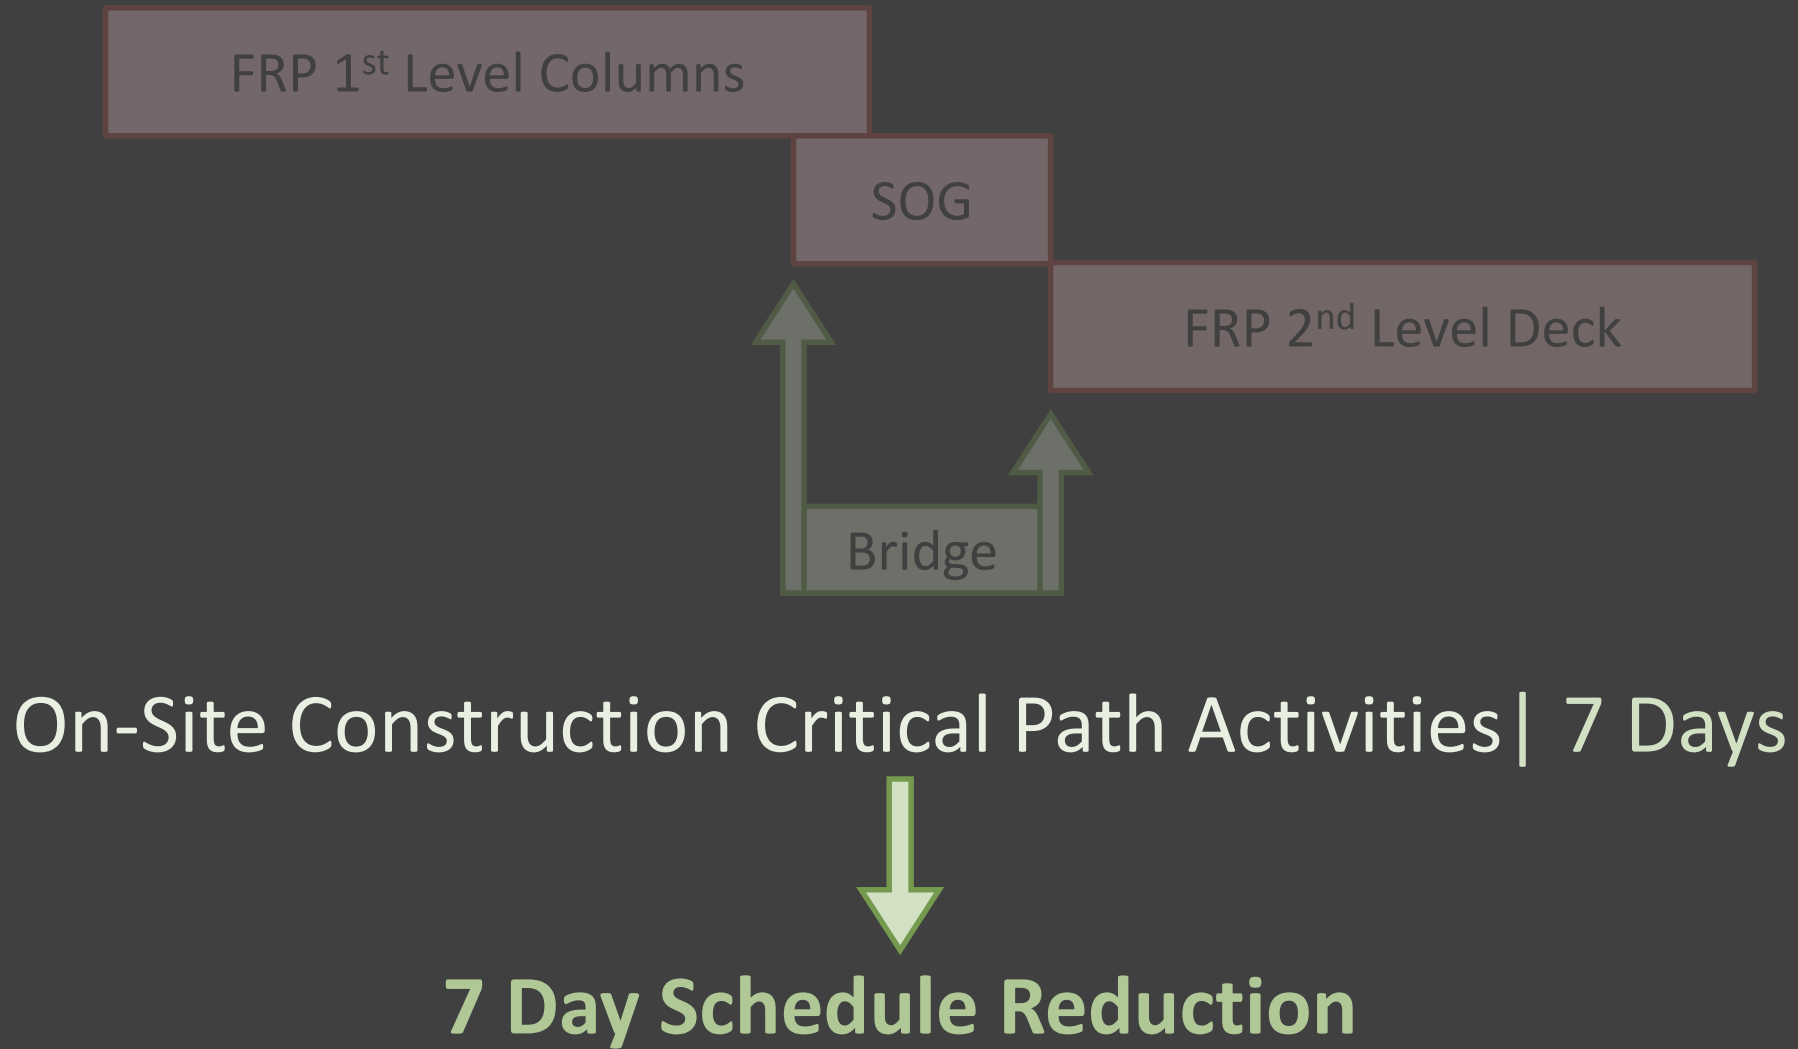 FRP 1st Level Columns
SOG
FRP 2nd Level Deck
Bridge
On-Site Construction Critical Path Activities| 7 Days
7 Day Schedule Reduction